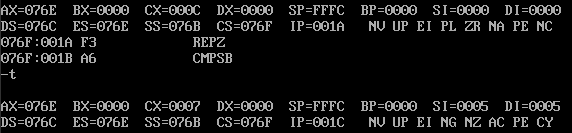 AX=076E  BX=0000  CX=000C  DX=0000  SP=FFFC  BP=0000  SI=0000  DI=0000
DS=076C  ES=076E  SS=076B  CS=076F  IP=001A   NV UP EI PL ZR NA PE NC
076F:001A F3            REPZ
076F:001B A6            CMPSB
-t
AX=076E  BX=0000  CX=0007  DX=0000  SP=FFFC  BP=0000  SI=0005  DI=0005
DS=076C  ES=076E  SS=076B  CS=076F  IP=001C   NV UP EI NG NZ AC PE CY